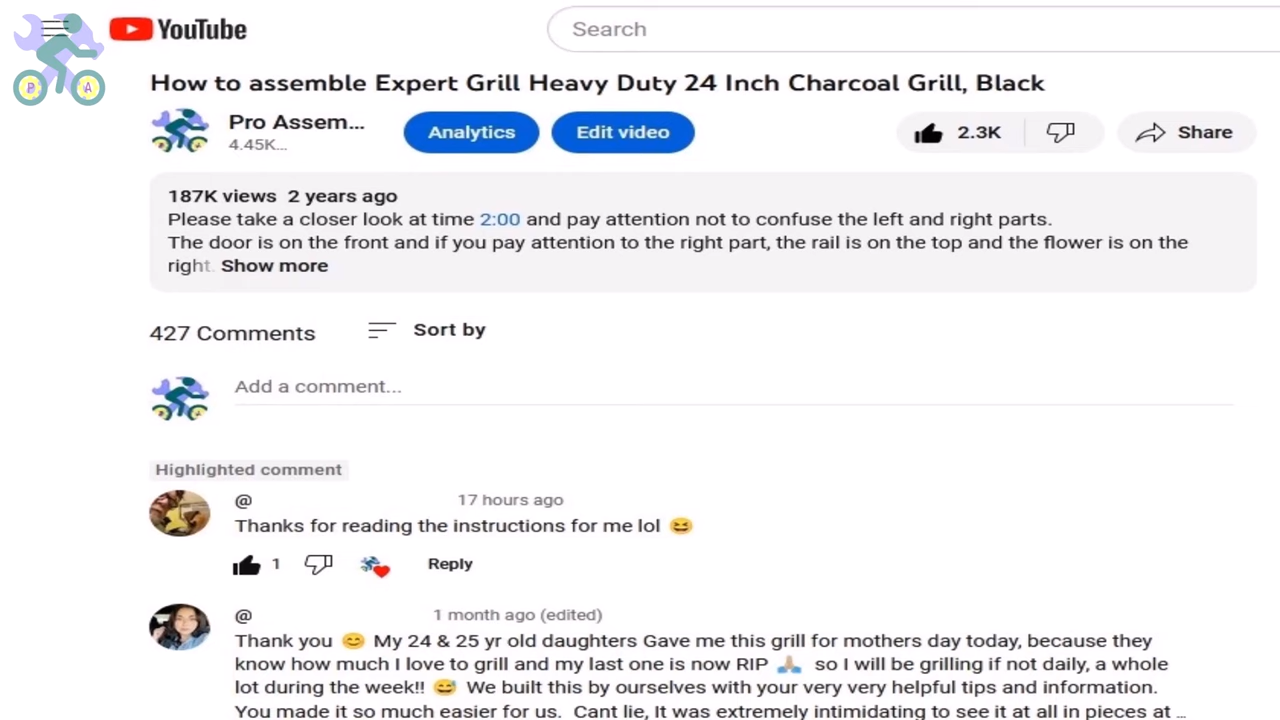 YouTube
Search
How to assemble Expert Grill Heavy Duty 24 Inch Charcoal Grill, Black
Pro Assem...
4.45K...
Analytics
Edit video
2.3K
Share
187K views 2 years ago
Please take a closer look at time 2:00 and pay attention not to confuse the left and right parts.
The door is on the front and if you pay attention to the right part, the rail is on the top and the flower is on the
right. Show more
427 Comments
Sort by
Add a comment...
Highlighted comment
@ 17 hours ago
Thanks for reading the instructions for me lol 😆
1
Reply
@ 1 month ago (edited)
Thank you 😊 My 24 & 25 yr old daughters Gave me this grill for mothers day today, because they
know how much I love to grill and my last one is now RIP 🙏🏼 so I will be grilling if not daily, a whole
lot during the week!! 😅 We built this by ourselves with your very very helpful tips and information.
You made it so much easier for us. Cant lie, It was extremely intimidating to see it at all in pieces at ...
P A